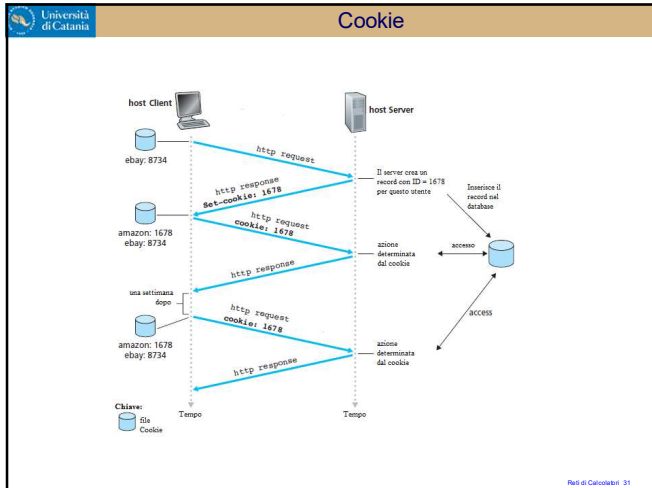 Università
di Catania
Cookie
host Client
host Server
ebay: 8734
http request
Il server crea un
record con ID = 1678
per questo utente
Inserisce il
record nel
database
http response
Set-cookie: 1678
amazon: 1678
ebay: 8734
http request
cookie: 1678
azione
determinata
dal cookie
accesso
http response
una settimana
dopo
http request
cookie: 1678
access
amazon: 1678
ebay: 8734
azione
determinata
dal cookie
http response
Chiave:
file
Cookie
Tempo
Tempo
Reti di Calcolatori 31